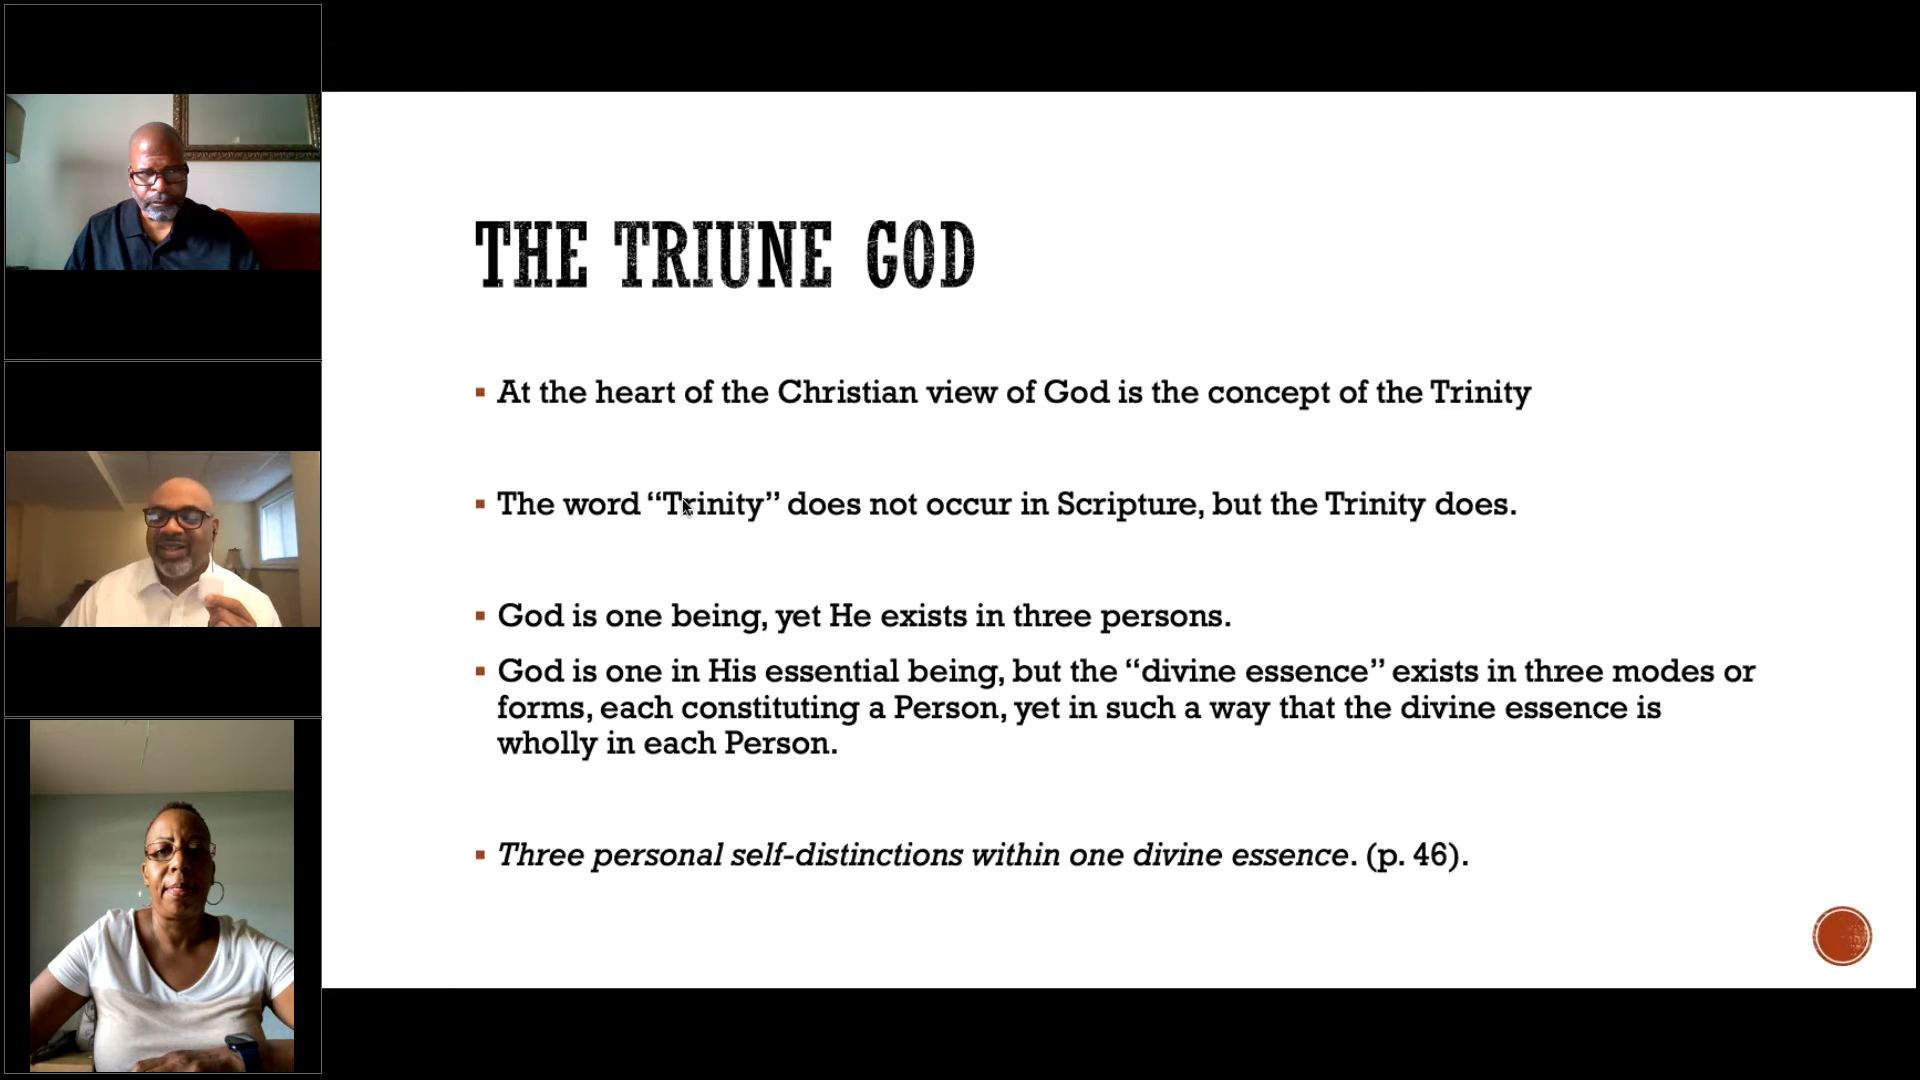 THE TRIUNE GOD
▪ At the heart of the Christian view of God is the concept of the Trinity
▪ The word “Trinity” does not occur in Scripture, but the Trinity does.
▪ God is one being, yet He exists in three persons.
▪ God is one in His essential being, but the “divine essence” exists in three modes or
forms, each constituting a Person, yet in such a way that the divine essence is
wholly in each Person.
▪ Three personal self-distinctions within one divine essence. (p. 46).